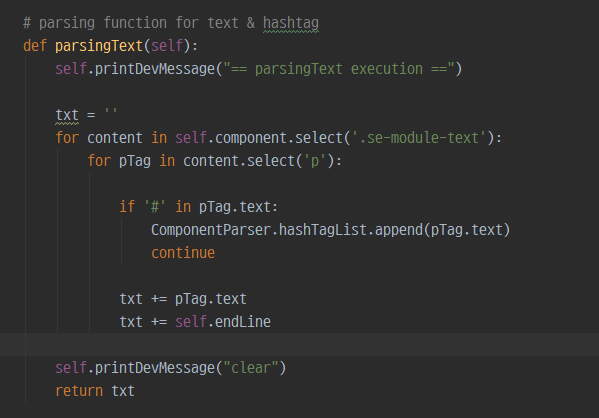 # parsing function for text & hashtag
def parsingText(self):
    self.printDevMessage("== parsingText execution ==")
    txt = ''
    for content in self.component.select('.se-module-text'):
        for pTag in content.select('p'):
            if '#' in pTag.text:
                ComponentParser.hashTagList.append(pTag.text)
                continue
            txt += pTag.text
            txt += self.endLine
    self.printDevMessage("clear")
    return txt